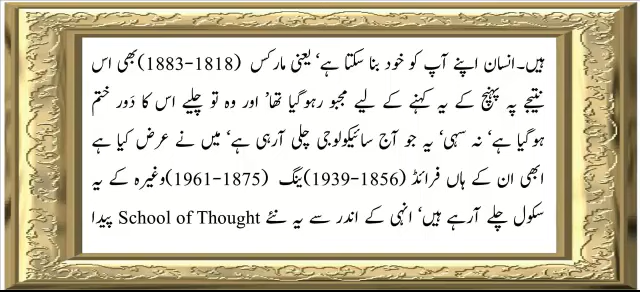 ہیں۔انسان اپنے آپ کو خود بنا سکتا ہے‘ یعنی مارکس (1818-1883)بھی اس
نتیجے پہ پہنچ کے یہ کہنے کے لیے مجبو رہوگیا تھا‘ اور وہ تو چلیے اس کا دَور ختم
ہوگیا ہے‘ نہ سہی‘ یہ جو آج سائیکولوجی چلی آرہی ہے‘ میں نے عرض کیا ہے
ابھی ان کے ہاں فرائڈ (1856-1939)ینگ (1875-1961)وغیرہ کے یہ
سکول چلے آرہے ہیں‘ انہی کے اندر سے یہ نئے School of Thought پیدا